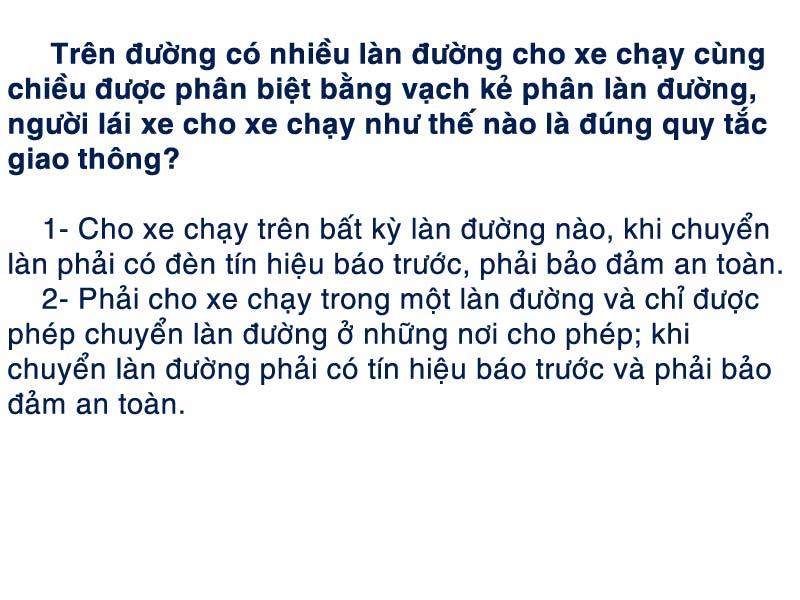 Trên đường có nhiều làn đường cho xe chạy cùng
chiều được phân biệt bằng vạch kẻ phân làn đường,
người lái xe cho xe chạy như thế nào là đúng quy tắc
giao thông?
1- Cho xe chạy trên bất kỳ làn đường nào, khi chuyển
làn phải có đèn tín hiệu báo trước, phải bảo đảm an toàn.
2- Phải cho xe chạy trong một làn đường và chỉ được
phép chuyển làn đường ở những nơi cho phép; khi
chuyển làn đường phải có tín hiệu báo trước và phải bảo
đảm an toàn.